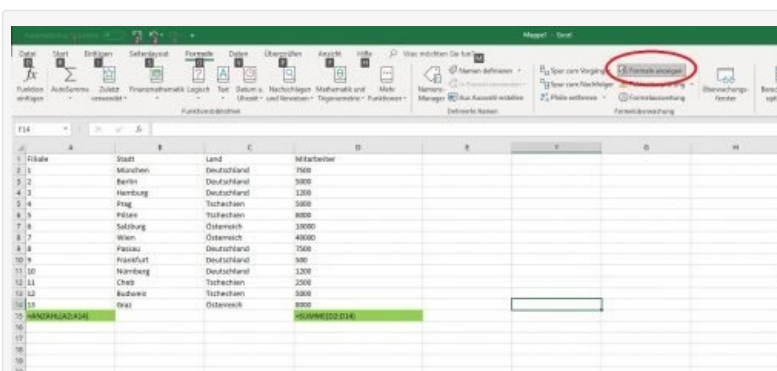 Mappe1 - Excel
Datei Start Einfügen Seitenlayout Formeln Daten Überprüfen Ansicht Hilfe Was möchten Sie tun?
Funktion einfügen AutoSumme Zuletzt verwendet Finanzmathematik Logisch Text Datum u. Uhrzeit Nachschlagen und Verweisen Mathematik und Trigonometrie Mehr Funktionen
Funktionsbibliothek
Namens-Manager Namen definieren Aus Auswahl erstellen
Definierte Namen
Spur zum Vorgänger Formeln anzeigen
Spur zum Nachfolger
Pfeile entfernen Formelauswertung
Formelüberwachung
Überwachungs-fenster
F14 fx
A B C D E F G H
1 Filiale Stadt Land Mitarbeiter
2 1 München Deutschland 7500
3 2 Berlin Deutschland 5000
4 3 Hamburg Deutschland 1200
5 4 Prag Tschechien 5000
6 5 Pilsen Tschechien 8000
7 6 Salzburg Österreich 10000
8 7 Wien Österreich 40000
9 8 Passau Deutschland 7500
10 9 Frankfurt Deutschland 500
11 10 Nürnberg Deutschland 1200
12 11 Cheb Tschechien 2500
13 12 Budweis Tschechien 5000
14 13 Graz Österreich 8000
15 =ANZAHL(A2:A14) =SUMME(D2:D14)
16
17
18
19